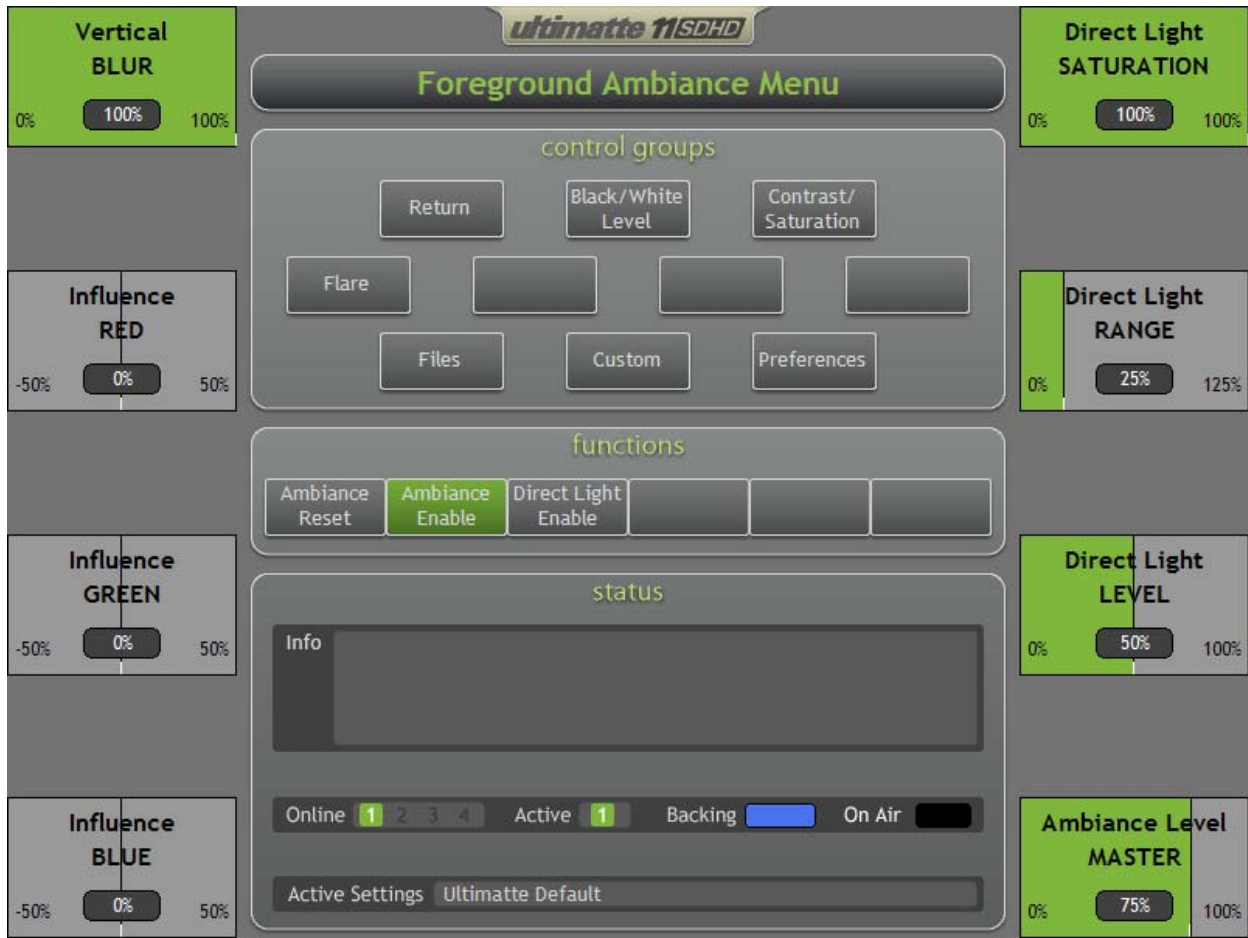 ultimatte 11 SDHD
Foreground Ambiance Menu
Vertical
BLUR
0% 100% 100%
Influence
RED
-50% 0% 50%
Influence
GREEN
-50% 0% 50%
Influence
BLUE
-50% 0% 50%
control groups
Return
Black/White
Level
Contrast/
Saturation
Flare
Files
Custom
Preferences
functions
Ambiance
Reset
Ambiance
Enable
Direct Light
Enable
status
Info
Online 1 2 3 4 Active 1 Backing On Air
Active Settings Ultimatte Default
Direct Light
SATURATION
0% 100% 100%
Direct Light
RANGE
0% 25% 125%
Direct Light
LEVEL
0% 50% 100%
Ambiance Level
MASTER
0% 75% 100%